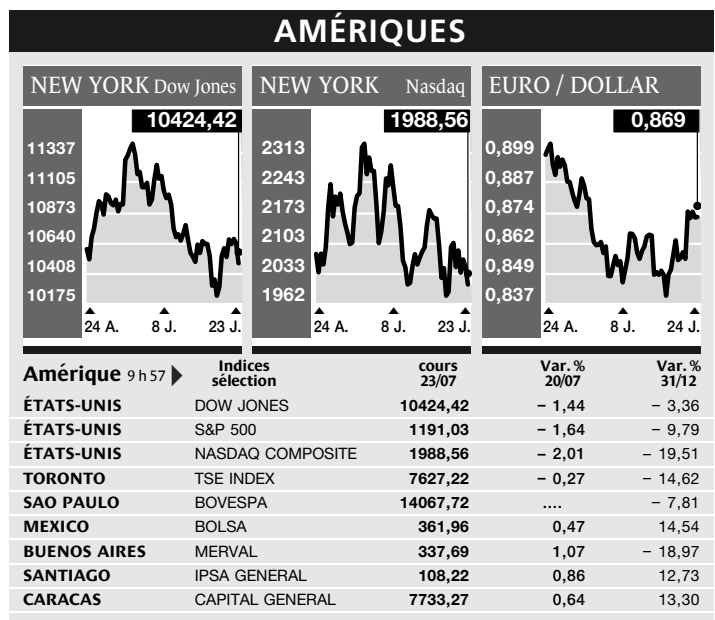 AMÉRIQUES
NEW YORK Dow Jones
10424,42
11337
11105
10873
10640
10408
10175
24 A. 8 J. 23 J.
NEW YORK Nasdaq
1988,56
2313
2243
2173
2103
2033
1962
24 A. 8 J. 23 J.
EURO / DOLLAR
0,869
0,899
0,887
0,874
0,862
0,849
0,837
24 A. 8 J. 24 J.
Amérique 9 h 57 Indices sélection cours 23/07 Var. % 20/07 Var. % 31/12
ÉTATS-UNIS DOW JONES 10424,42 – 1,44 – 3,36
ÉTATS-UNIS S&P 500 1191,03 – 1,64 – 9,79
ÉTATS-UNIS NASDAQ COMPOSITE 1988,56 – 2,01 – 19,51
TORONTO TSE INDEX 7627,22 – 0,27 – 14,62
SAO PAULO BOVESPA 14067,72 .... – 7,81
MEXICO BOLSA 361,96 0,47 14,54
BUENOS AIRES MERVAL 337,69 1,07 – 18,97
SANTIAGO IPSA GENERAL 108,22 0,86 12,73
CARACAS CAPITAL GENERAL 7733,27 0,64 13,30